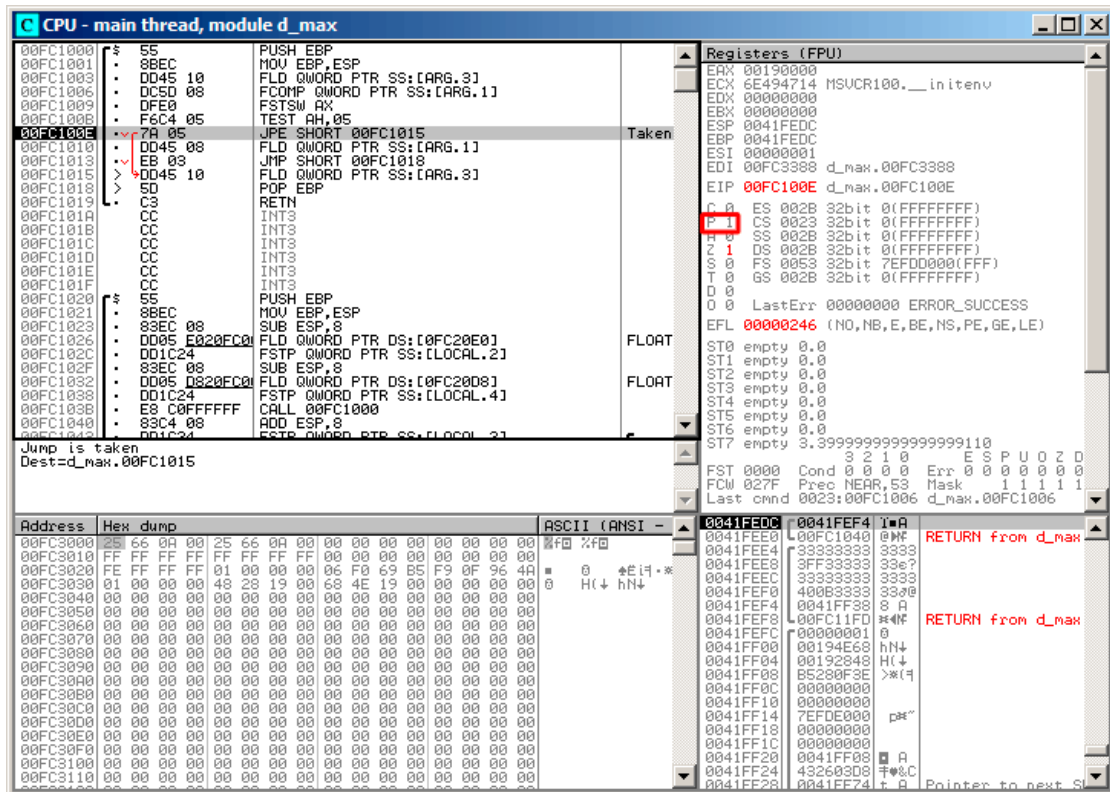 CPU - main thread, module d_max
00FC1000 $ 55 PUSH EBP
00FC1001 . 8BEC MOV EBP,ESP
00FC1003 . DD45 10 FLD QWORD PTR SS:[ARG.3]
00FC1006 . DC5D 08 FCOMP QWORD PTR SS:[ARG.1]
00FC1009 . DFE0 FSTSW AX
00FC100B . F6C4 05 TEST AH,05
00FC100E . 7A 05 JPE SHORT 00FC1015 Taken
00FC1010 . DD45 08 FLD QWORD PTR SS:[ARG.1]
00FC1013 . EB 03 JMP SHORT 00FC1018
00FC1015 > DD45 10 FLD QWORD PTR SS:[ARG.3]
00FC1018 > 5D POP EBP
00FC1019 . C3 RETN
00FC101A CC INT3
00FC101B CC INT3
00FC101C CC INT3
00FC101D CC INT3
00FC101E CC INT3
00FC101F CC INT3
00FC1020 $ 55 PUSH EBP
00FC1021 . 8BEC MOV EBP,ESP
00FC1023 . 83EC 08 SUB ESP,8
00FC1026 . DD05 E020FC0 FLD QWORD PTR DS:[0FC20E0] FLOAT
00FC102C . DD1C24 FSTP QWORD PTR SS:[LOCAL.2]
00FC102F . 83EC 08 SUB ESP,8
00FC1032 . DD05 D820FC0 FLD QWORD PTR DS:[0FC20D8] FLOAT
00FC1038 . DD1C24 FSTP QWORD PTR SS:[LOCAL.4]
00FC103B . E8 C0FFFFFF CALL 00FC1000
00FC1040 . 83C4 08 ADD ESP,8
Jump is taken
Dest=d_max.00FC1015
Registers (FPU)
EAX 00190000
ECX 6E494714 MSVCR100.__initenv
EDX 00000000
EBX 00000000
ESP 0041FEDC
EBP 0041FEDC
ESI 00000001
EDI 00FC3388 d_max.00FC3388
EIP 00FC100E d_max.00FC100E
C 0 ES 002B 32bit 0(FFFFFFFF)
P 1 CS 0023 32bit 0(FFFFFFFF)
A 0 SS 002B 32bit 0(FFFFFFFF)
Z 1 DS 002B 32bit 0(FFFFFFFF)
S 0 FS 0053 32bit 7EFDD000(FFF)
T 0 GS 002B 32bit 0(FFFFFFFF)
D 0
O 0 LastErr 00000000 ERROR_SUCCESS
EFL 00000246 (NO,NB,E,BE,NS,PE,GE,LE)
ST0 empty 0.0
ST1 empty 0.0
ST2 empty 0.0
ST3 empty 0.0
ST4 empty 0.0
ST5 empty 0.0
ST6 empty 0.0
ST7 empty 3.3999999999999999110
3 2 1 0 E S P U O Z D
FST 0000 Cond 0 0 0 0 Err 0 0 0 0 0 0 0
FCW 027F Prec NEAR,53 Mask 1 1 1 1 1
Last cmnd 0023:00FC1006 d_max.00FC1006
Address Hex dump ASCII (ANSI -
00FC3000 25 66 0A 00 25 66 0A 00 00 00 00 00 00 00 00 00 %f %f
00FC3010 FF FF FF FF FF FF FF FF 00 00 00 00 00 00 00 00
00FC3020 FE FF FF FF 01 00 00 00 06 F0 69 B5 F9 0F 96 4A
00FC3030 01 00 00 00 48 28 19 00 68 4E 19 00 00 00 00 00 H(↓ hN↓
00FC3040 00 00 00 00 00 00 00 00 00 00 00 00 00 00 00 00
00FC3050 00 00 00 00 00 00 00 00 00 00 00 00 00 00 00 00
00FC3060 00 00 00 00 00 00 00 00 00 00 00 00 00 00 00 00
00FC3070 00 00 00 00 00 00 00 00 00 00 00 00 00 00 00 00
00FC3080 00 00 00 00 00 00 00 00 00 00 00 00 00 00 00 00
00FC3090 00 00 00 00 00 00 00 00 00 00 00 00 00 00 00 00
00FC30A0 00 00 00 00 00 00 00 00 00 00 00 00 00 00 00 00
00FC30B0 00 00 00 00 00 00 00 00 00 00 00 00 00 00 00 00
00FC30C0 00 00 00 00 00 00 00 00 00 00 00 00 00 00 00 00
00FC30D0 00 00 00 00 00 00 00 00 00 00 00 00 00 00 00 00
00FC30E0 00 00 00 00 00 00 00 00 00 00 00 00 00 00 00 00
00FC30F0 00 00 00 00 00 00 00 00 00 00 00 00 00 00 00 00
00FC3100 00 00 00 00 00 00 00 00 00 00 00 00 00 00 00 00
00FC3110 00 00 00 00 00 00 00 00 00 00 00 00 00 00 00 00
0041FEDC 0041FEF4
0041FEE0 00FC1040 RETURN from d_max
0041FEE4 33333333 3333
0041FEE8 3FF33333
0041FEEC 33333333 3333
0041FEF0 400B3333
0041FEF4 0041FF38 8 A
0041FEF8 00FC11FD RETURN from d_max
0041FEFC 00000001
0041FF00 00194E68 hN↓
0041FF04 00192848 H(↓
0041FF08 B5280F3E
0041FF0C 00000000
0041FF10 00000000
0041FF14 7EFDE000
0041FF18 00000000
0041FF1C 00000000
0041FF20 0041FF08
0041FF24 432603D8
0041FF28 0041FF74 t A Pointer to next S